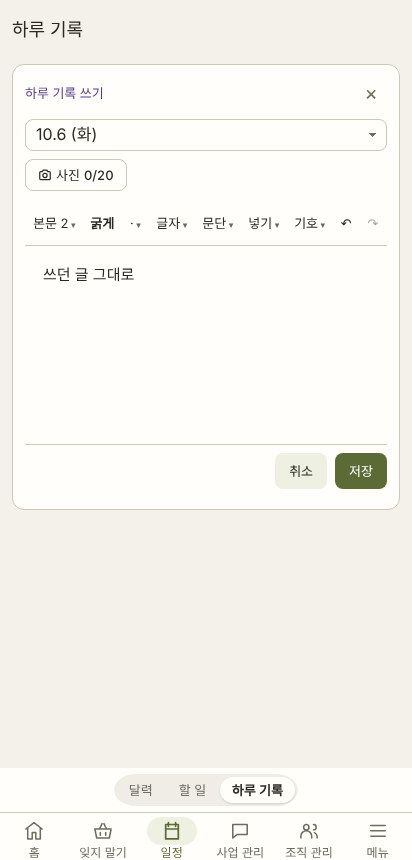 하루 기록
하루 기록 쓰기 ✕
10.6 (화)
사진 0/20
본문 2 ▾ 굵게 · ▾ 글자 ▾ 문단 ▾ 넣기 ▾ 기호 ▾ ↶ ↷
쓰던 글 그대로
취소 저장
달력 할 일 하루 기록
홈 잊지 말기 일정 사업 관리 조직 관리 메뉴